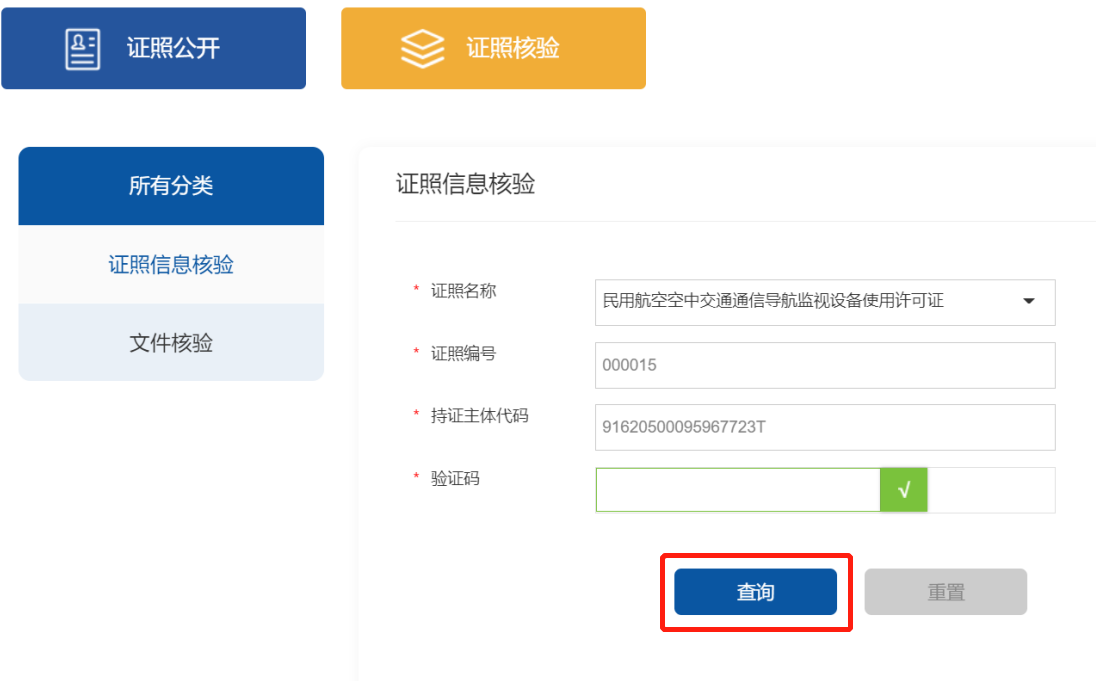 证照公开
证照核验
所有分类
证照信息核验
文件核验
证照信息核验
* 证照名称
民用航空空中交通通信导航监视设备使用许可证
* 证照编号
000015
* 持证主体代码
91620500095967723T
* 验证码
√
查询
重置